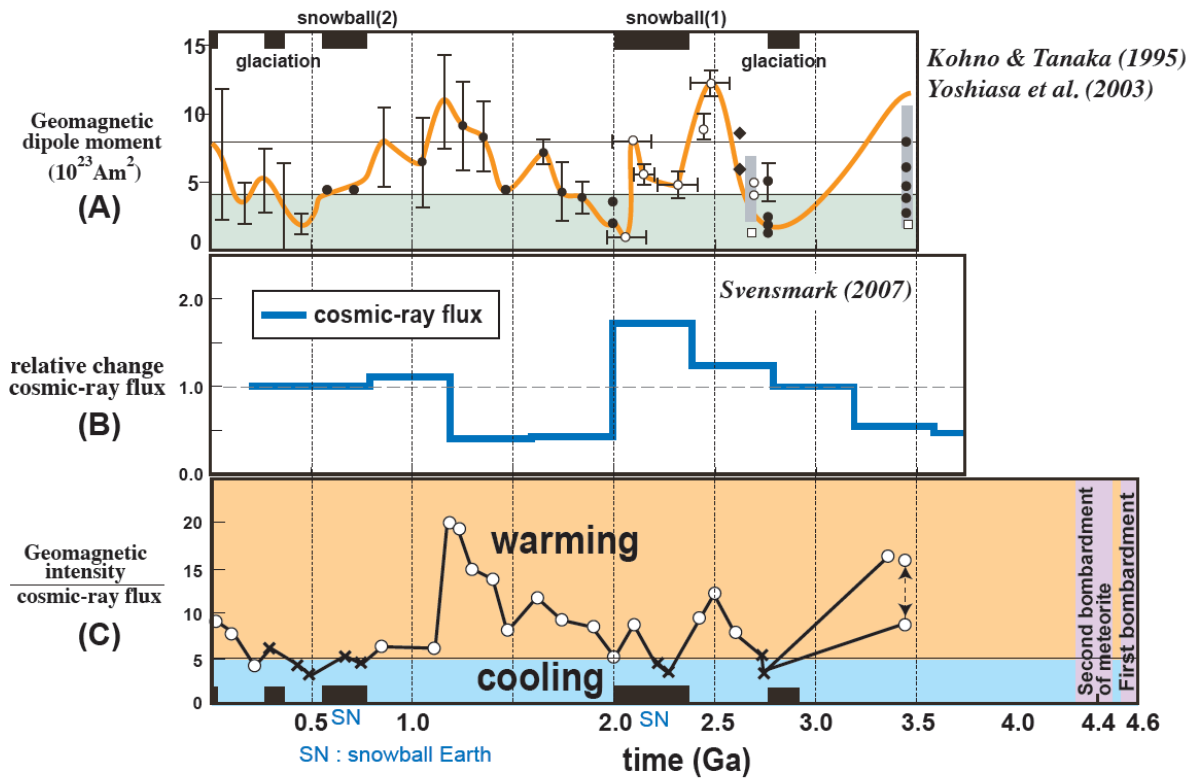 snowball(2)
snowball(1)
15
10
5
0
glaciation
glaciation
Kohno & Tanaka (1995)
Yoshiasa et al. (2003)
Geomagnetic
dipole moment
(10²³Am²)
(A)
2.0
1.0
0.0
cosmic-ray flux
Svensmark (2007)
relative change
cosmic-ray flux
(B)
20
15
10
5
0
Geomagnetic
intensity
cosmic-ray flux
(C)
warming
cooling
Second bombardment
of meteorite
First bombardment
0.5
1.0
2.0
2.5
3.0
3.5
4.0
4.4
4.6
SN
SN
SN : snowball Earth
time (Ga)